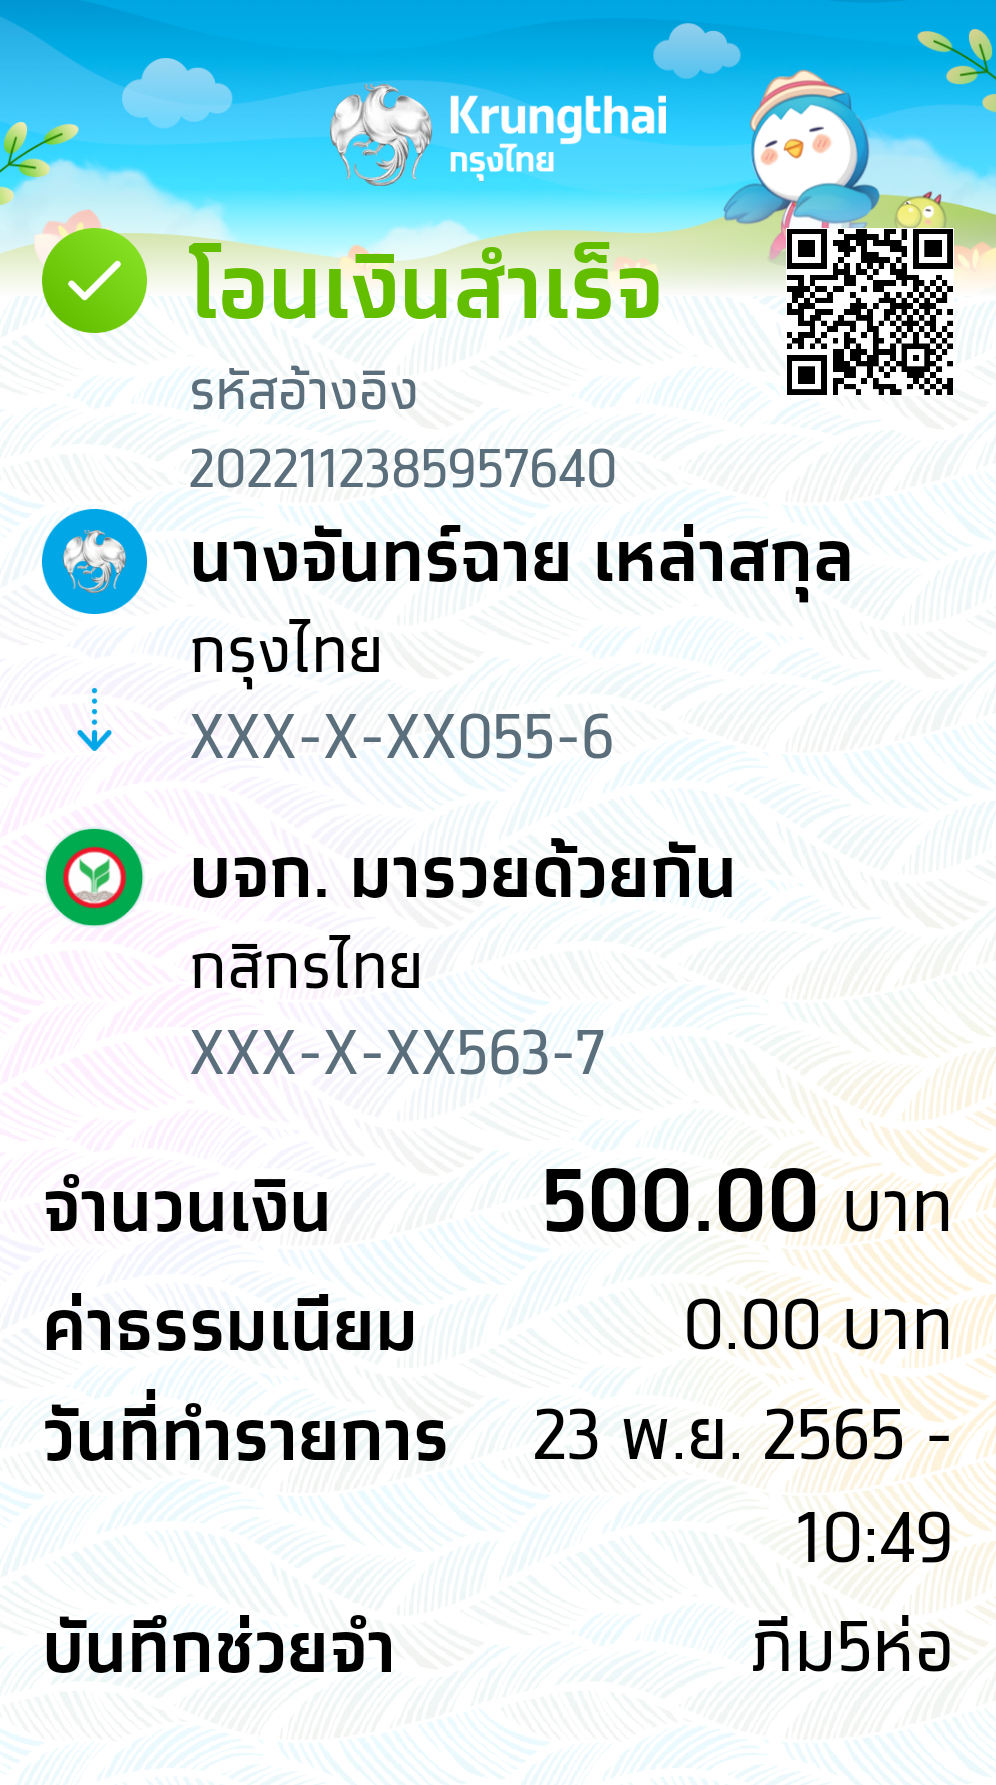 Krungthai
กรุงไทย
โอนเงินสำเร็จ
รหัสอ้างอิง
2022112385957640
นางจันทร์ฉาย เหล่าสกุล
กรุงไทย
XXX-X-XX055-6
บจก. มารวยด้วยกัน
กสิกรไทย
XXX-X-XX563-7
จำนวนเงิน 500.00 บาท
ค่าธรรมเนียม 0.00 บาท
วันที่ทำรายการ 23 พ.ย. 2565 -
10:49
บันทึกช่วยจำ ภีม5ห่อ